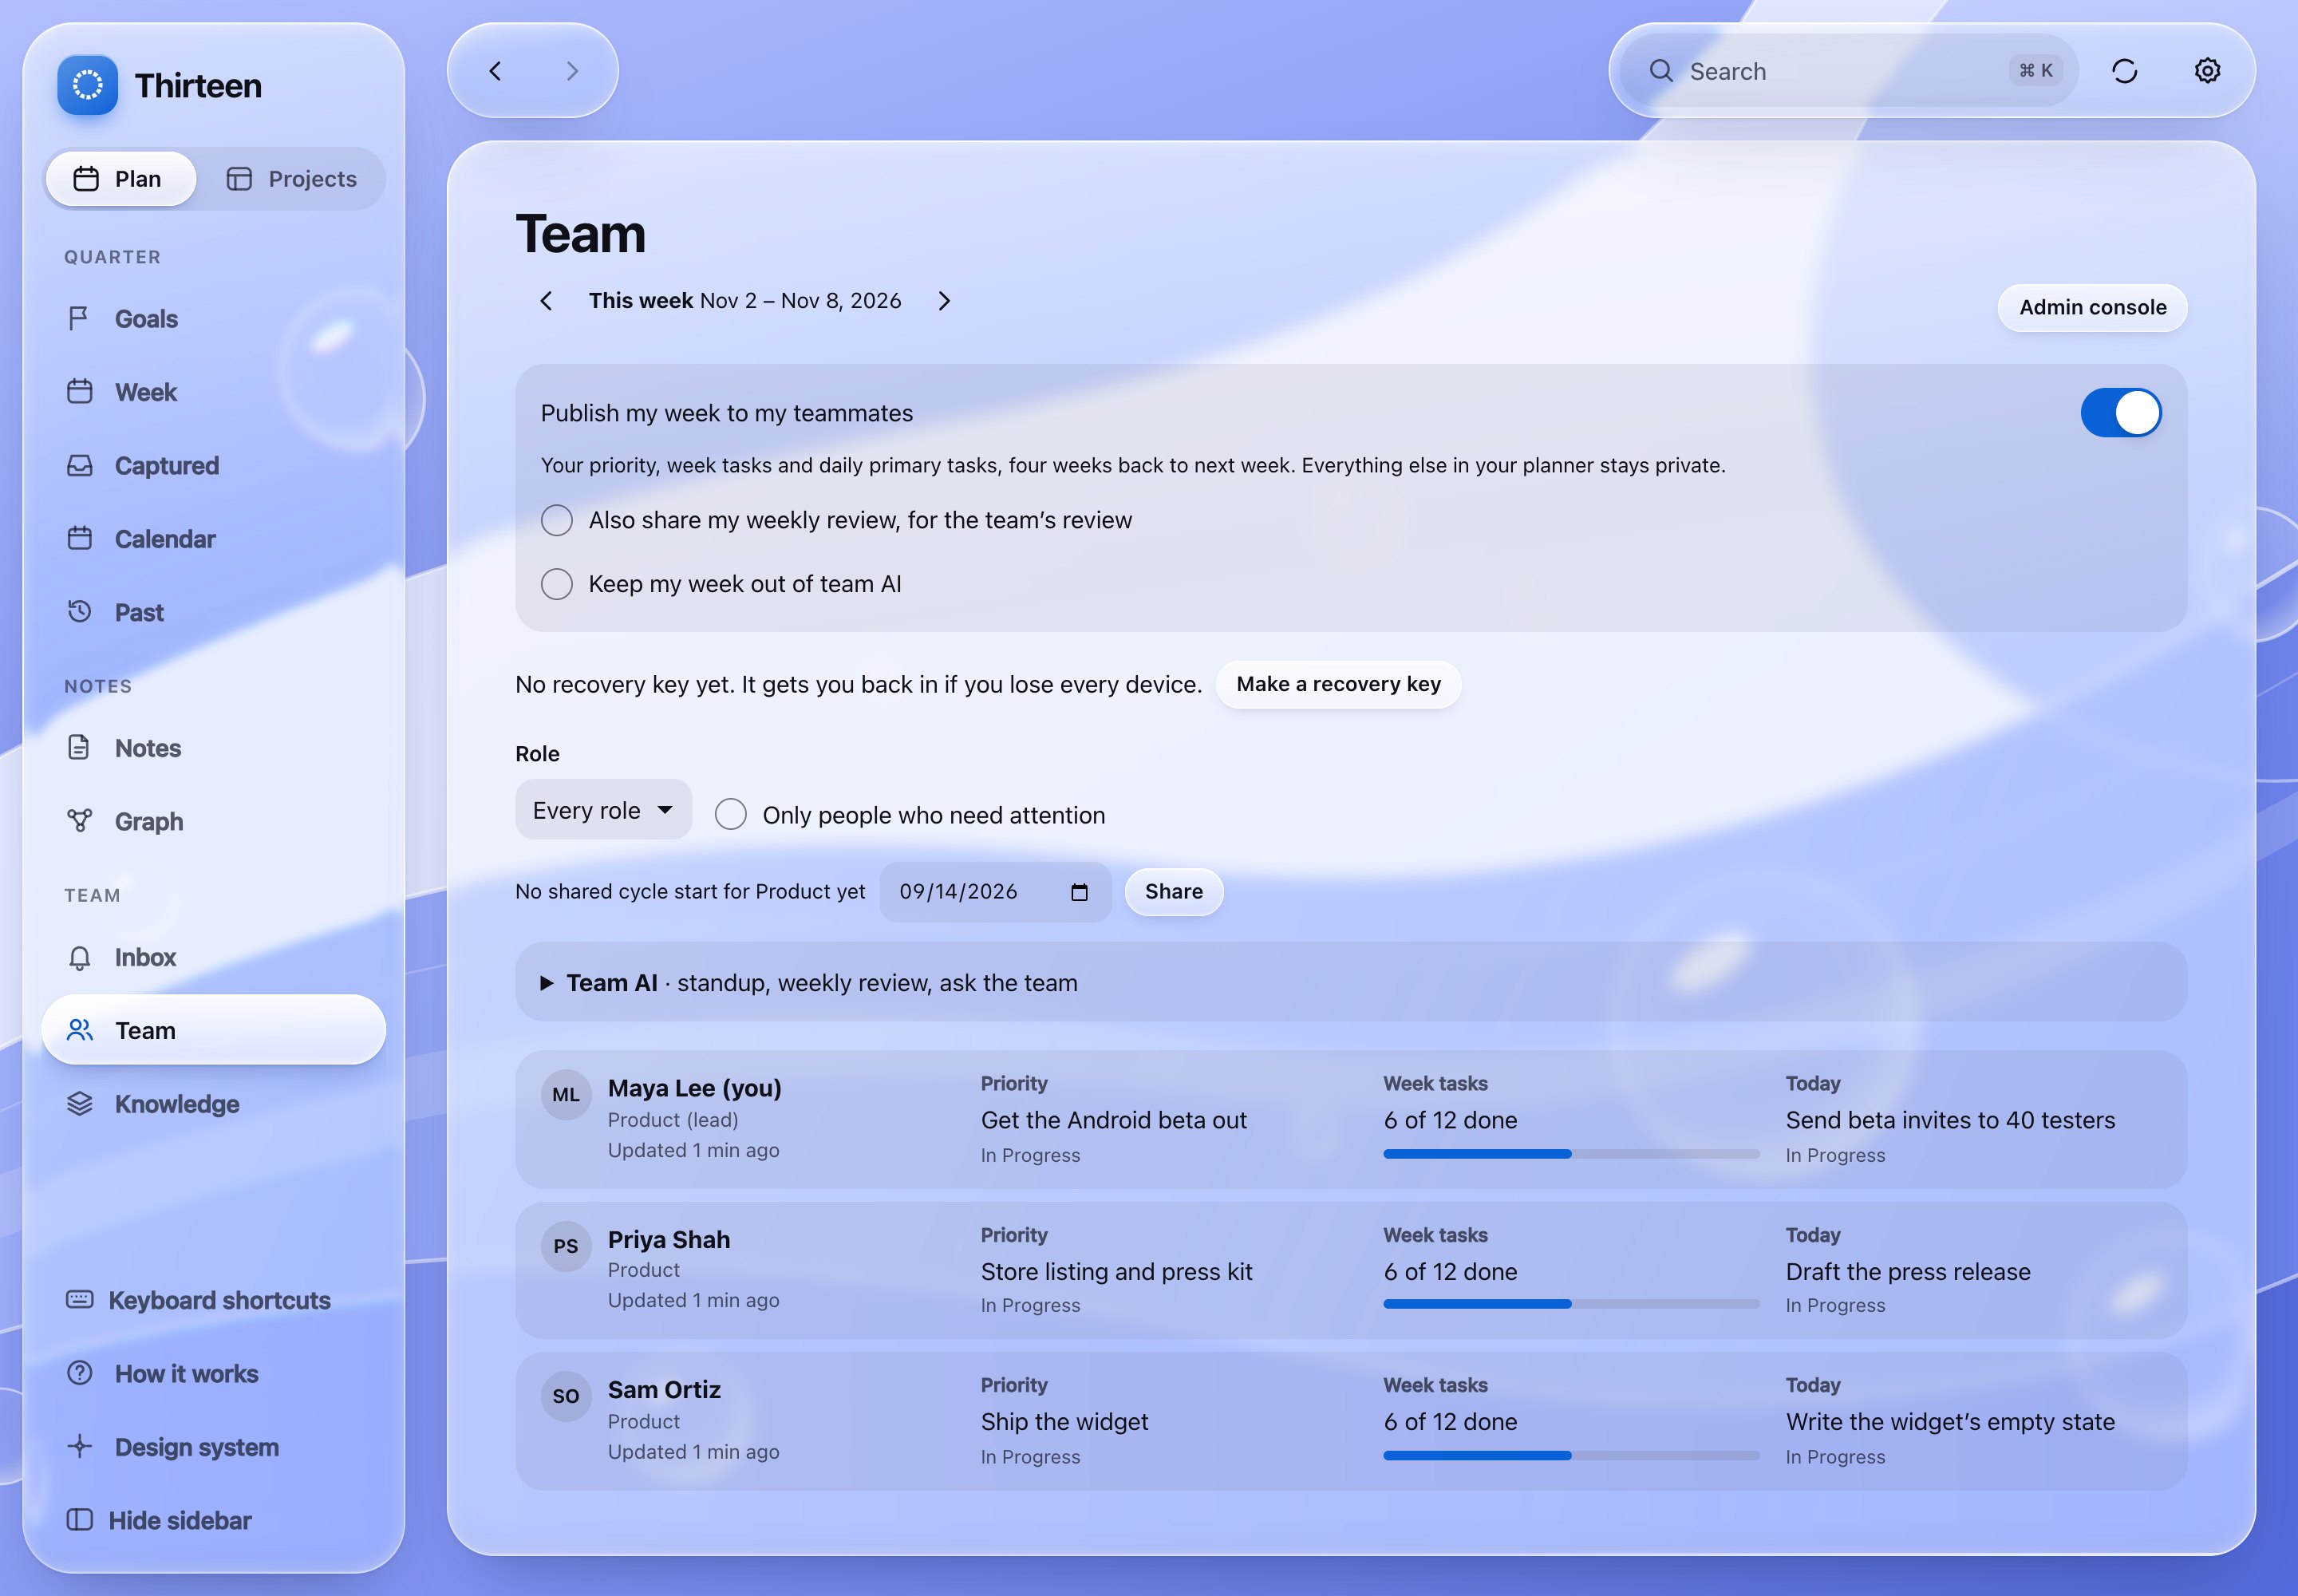 Thirteen
Plan
Projects
QUARTER
Goals
Week
Captured
Calendar
Past
NOTES
Notes
Graph
TEAM
Inbox
Team
Knowledge
Keyboard shortcuts
How it works
Design system
Hide sidebar
Search
⌘ K
Team
This week Nov 2 – Nov 8, 2026
Admin console
Publish my week to my teammates
Your priority, week tasks and daily primary tasks, four weeks back to next week. Everything else in your planner stays private.
Also share my weekly review, for the team’s review
Keep my week out of team AI
No recovery key yet. It gets you back in if you lose every device.
Make a recovery key
Role
Every role
Only people who need attention
No shared cycle start for Product yet
09/14/2026
Share
Team AI · standup, weekly review, ask the team
ML
Maya Lee (you)
Product (lead)
Updated 1 min ago
Priority
Get the Android beta out
In Progress
Week tasks
6 of 12 done
Today
Send beta invites to 40 testers
In Progress
PS
Priya Shah
Product
Updated 1 min ago
Priority
Store listing and press kit
In Progress
Week tasks
6 of 12 done
Today
Draft the press release
In Progress
SO
Sam Ortiz
Product
Updated 1 min ago
Priority
Ship the widget
In Progress
Week tasks
6 of 12 done
Today
Write the widget’s empty state
In Progress